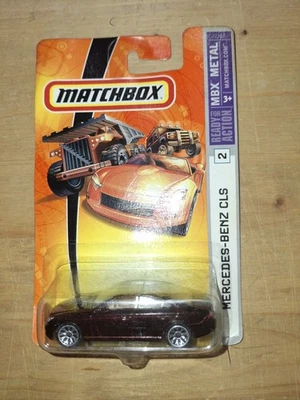 MATCHBOX
READY FOR ACTION
MBX METAL
MATCHBOX.COM
3+
2
MERCEDES-BENZ CLS